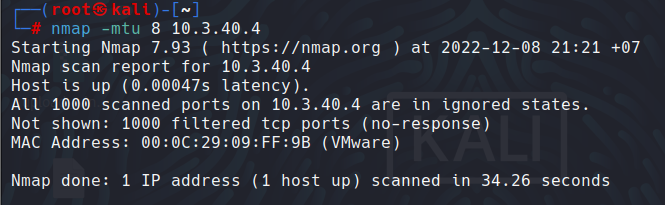 ┌──(root㉿kali)-[~]
└─# nmap -mtu 8 10.3.40.4
Starting Nmap 7.93 ( https://nmap.org ) at 2022-12-08 21:21 +07
Nmap scan report for 10.3.40.4
Host is up (0.00047s latency).
All 1000 scanned ports on 10.3.40.4 are in ignored states.
Not shown: 1000 filtered tcp ports (no-response)
MAC Address: 00:0C:29:09:FF:9B (VMware)
KALI
Nmap done: 1 IP address (1 host up) scanned in 34.26 seconds